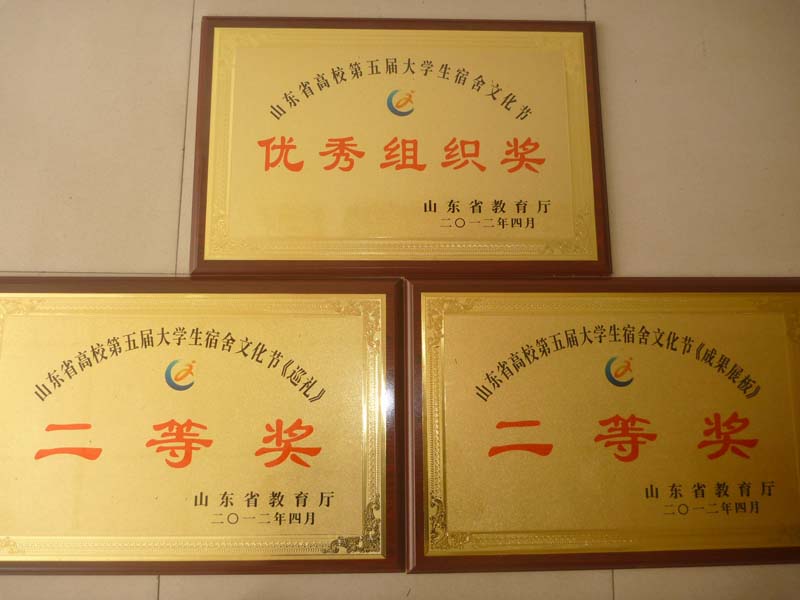 山东省高校第五届大学生宿舍文化节
优秀组织奖
山东省教育厅
二〇一二年四月
山东省高校第五届大学生宿舍文化节《巡礼》
二等奖
山东省教育厅
二〇一二年四月
山东省高校第五届大学生宿舍文化节《成果展板》
二等奖
山东省教育厅
二〇一二年四月